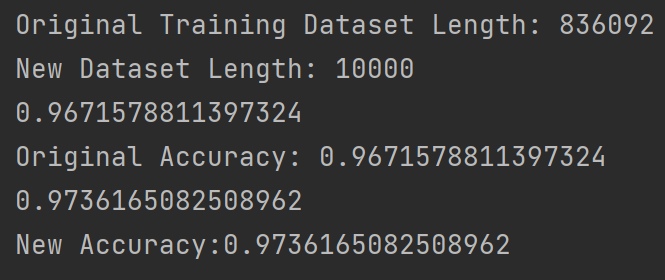 Original Training Dataset Length: 836092
New Dataset Length: 10000
0.9671578811397324
Original Accuracy: 0.9671578811397324
0.9736165082508962
New Accuracy:0.9736165082508962